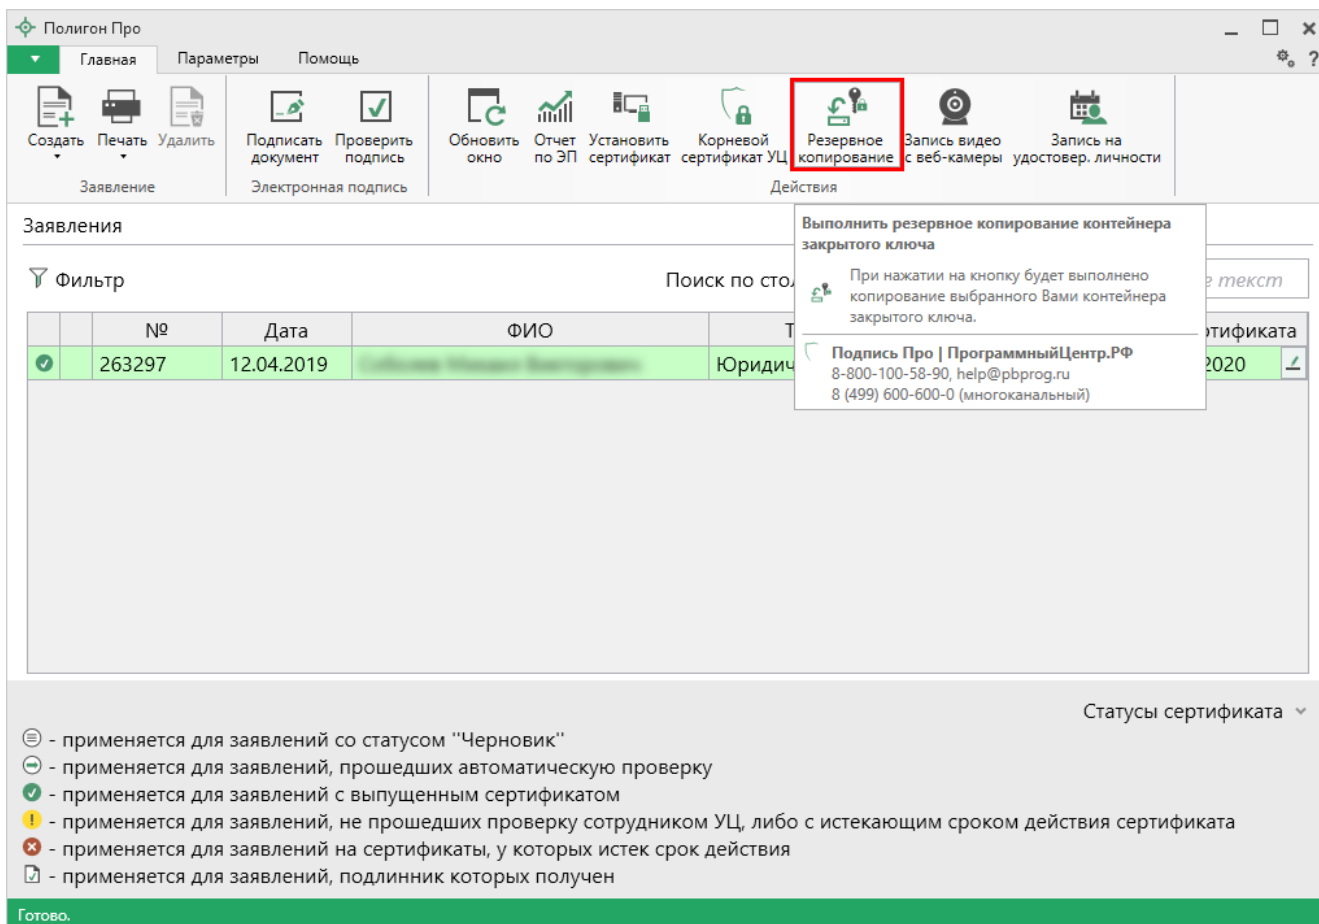 Полигон Про
Главная Параметры Помощь
?
Создать Печать Удалить Подписать документ Проверить подпись Обновить окно Отчет по ЭП Установить сертификат Корневой сертификат УЦ Резервное копирование Запись видео с веб-камеры Запись на удостовер. личности
Заявление Электронная подпись Действия
Заявления
Выполнить резервное копирование контейнера
закрытого ключа
При нажатии на кнопку будет выполнено
копирование выбранного Вами контейнера
закрытого ключа.
Подпись Про | ПрограммныйЦентр.РФ
8-800-100-58-90, help@pbprog.ru
8 (499) 600-600-0 (многоканальный)
Фильтр Поиск по текст
№ Дата ФИО
263297 12.04.2019 2020
Статусы сертификата
- применяется для заявлений со статусом "Черновик"
- применяется для заявлений, прошедших автоматическую проверку
- применяется для заявлений с выпущенным сертификатом
- применяется для заявлений, не прошедших проверку сотрудником УЦ, либо с истекающим сроком действия сертификата
- применяется для заявлений на сертификаты, у которых истек срок действия
- применяется для заявлений, подлинник которых получен
Готово.